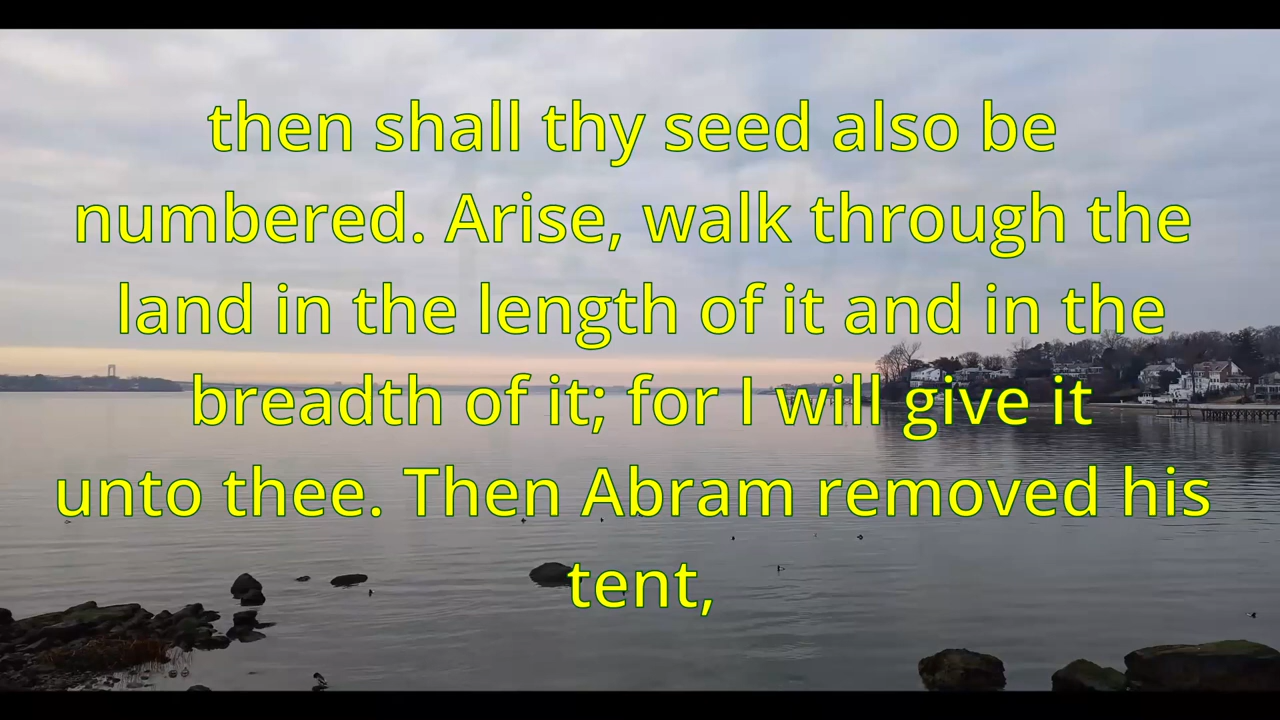 then shall thy seed also be
numbered. Arise, walk through the
land in the length of it and in the
breadth of it; for I will give it
unto thee. Then Abram removed his
tent,